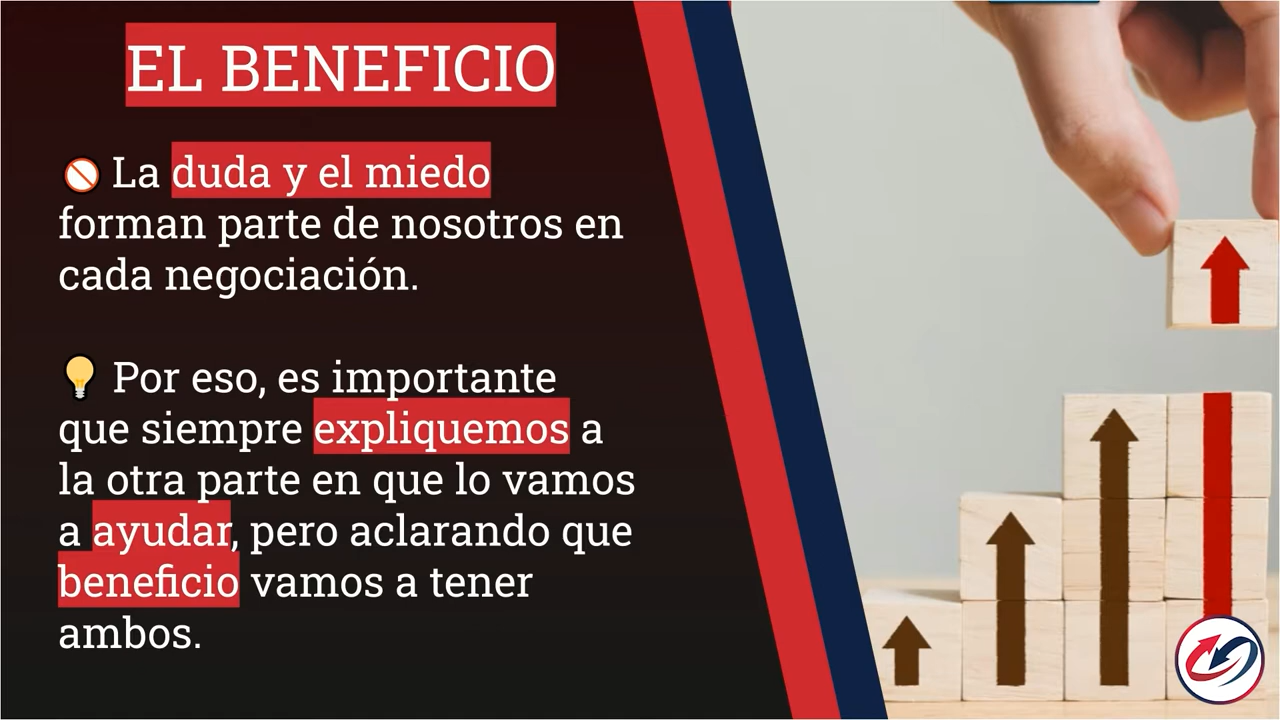 EL BENEFICIO
🚫 La duda y el miedo
forman parte de nosotros en
cada negociación.
💡 Por eso, es importante
que siempre expliquemos a
la otra parte en que lo vamos
a ayudar, pero aclarando que
beneficio vamos a tener
ambos.